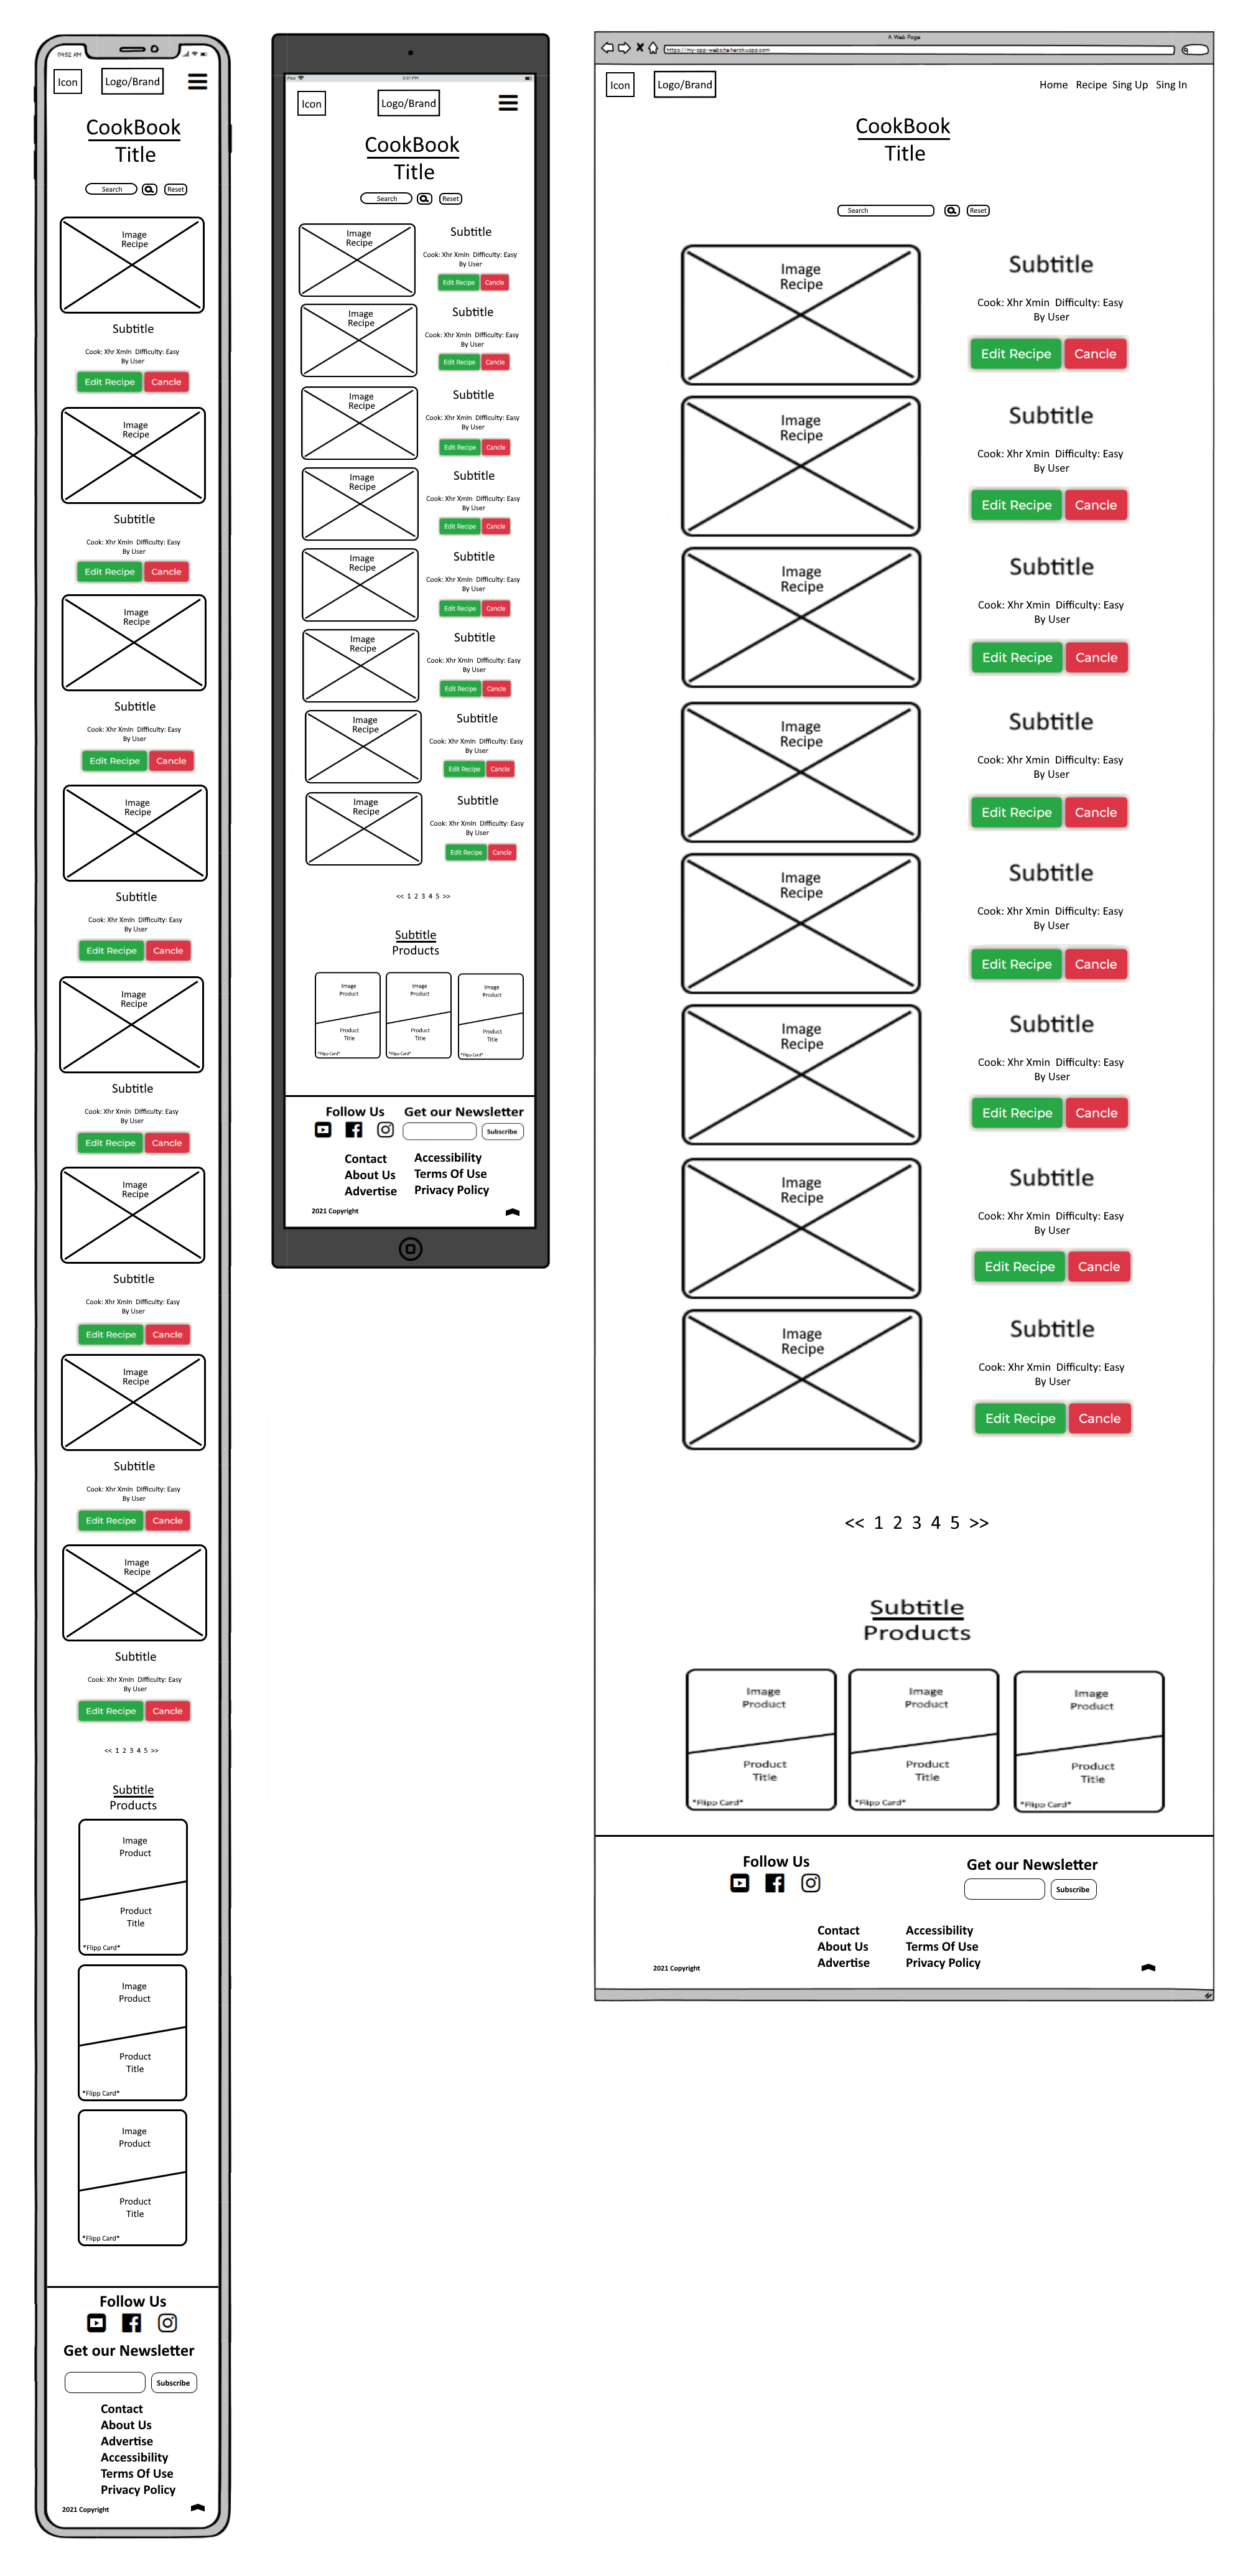 09:52 AM
Icon
Logo/Brand
CookBook
Title
Search
Reset
Image
Recipe
Subtitle
Cook: Xhr Xmin Difficulty: Easy
By User
Edit Recipe Cancle
Image
Recipe
Subtitle
Cook: Xhr Xmin Difficulty: Easy
By User
Edit Recipe Cancle
Image
Recipe
Subtitle
Cook: Xhr Xmin Difficulty: Easy
By User
Edit Recipe Cancle
Image
Recipe
Subtitle
Cook: Xhr Xmin Difficulty: Easy
By User
Edit Recipe Cancle
Image
Recipe
Subtitle
Cook: Xhr Xmin Difficulty: Easy
By User
Edit Recipe Cancle
Image
Recipe
Subtitle
Cook: Xhr Xmin Difficulty: Easy
By User
Edit Recipe Cancle
Image
Recipe
Subtitle
Cook: Xhr Xmin Difficulty: Easy
By User
Edit Recipe Cancle
Image
Recipe
Subtitle
Cook: Xhr Xmin Difficulty: Easy
By User
Edit Recipe Cancle
<< 1 2 3 4 5 >>
Subtitle
Products
Image
Product
Product
Title
*Flipp Card*
Image
Product
Product
Title
*Flipp Card*
Image
Product
Product
Title
*Flipp Card*
Follow Us
Get our Newsletter
Subscribe
Contact
About Us
Advertise
Accessibility
Terms Of Use
Privacy Policy
2021 Copyright
iPad
Icon
Logo/Brand
CookBook
Title
Search
Reset
Image
Recipe
Subtitle
Cook: Xhr Xmin Difficulty: Easy
By User
Edit Recipe Cancle
Image
Recipe
Subtitle
Cook: Xhr Xmin Difficulty: Easy
By User
Edit Recipe Cancle
Image
Recipe
Subtitle
Cook: Xhr Xmin Difficulty: Easy
By User
Edit Recipe Cancle
Image
Recipe
Subtitle
Cook: Xhr Xmin Difficulty: Easy
By User
Edit Recipe Cancle
Image
Recipe
Subtitle
Cook: Xhr Xmin Difficulty: Easy
By User
Edit Recipe Cancle
Image
Recipe
Subtitle
Cook: Xhr Xmin Difficulty: Easy
By User
Edit Recipe Cancle
Image
Recipe
Subtitle
Cook: Xhr Xmin Difficulty: Easy
By User
Edit Recipe Cancle
Image
Recipe
Subtitle
Cook: Xhr Xmin Difficulty: Easy
By User
Edit Recipe Cancle
<< 1 2 3 4 5 >>
Subtitle
Products
Image
Product
Product
Title
*Flipp Card*
Image
Product
Product
Title
*Flipp Card*
Image
Product
Product
Title
*Flipp Card*
Follow Us
Get our Newsletter
Subscribe
Contact
About Us
Advertise
Accessibility
Terms Of Use
Privacy Policy
2021 Copyright
A Web Page
https://my-app-website.herokuapp.com
Icon
Logo/Brand
Home Recipe Sing Up Sing In
CookBook
Title
Search
Reset
Image
Recipe
Subtitle
Cook: Xhr Xmin Difficulty: Easy
By User
Edit Recipe Cancle
Image
Recipe
Subtitle
Cook: Xhr Xmin Difficulty: Easy
By User
Edit Recipe Cancle
Image
Recipe
Subtitle
Cook: Xhr Xmin Difficulty: Easy
By User
Edit Recipe Cancle
Image
Recipe
Subtitle
Cook: Xhr Xmin Difficulty: Easy
By User
Edit Recipe Cancle
Image
Recipe
Subtitle
Cook: Xhr Xmin Difficulty: Easy
By User
Edit Recipe Cancle
Image
Recipe
Subtitle
Cook: Xhr Xmin Difficulty: Easy
By User
Edit Recipe Cancle
Image
Recipe
Subtitle
Cook: Xhr Xmin Difficulty: Easy
By User
Edit Recipe Cancle
Image
Recipe
Subtitle
Cook: Xhr Xmin Difficulty: Easy
By User
Edit Recipe Cancle
<< 1 2 3 4 5 >>
Subtitle
Products
Image
Product
Product
Title
*Flipp Card*
Image
Product
Product
Title
*Flipp Card*
Image
Product
Product
Title
*Flipp Card*
Follow Us
Get our Newsletter
Subscribe
Contact
About Us
Advertise
Accessibility
Terms Of Use
Privacy Policy
2021 Copyright